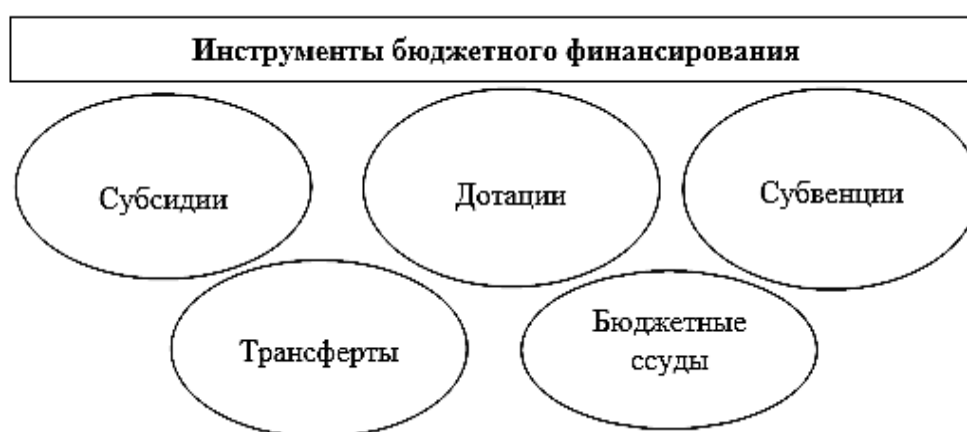 Инструменты бюджетного финансирования
Субсидии
Дотации
Субвенции
Трансферты
Бюджетные
ссуды